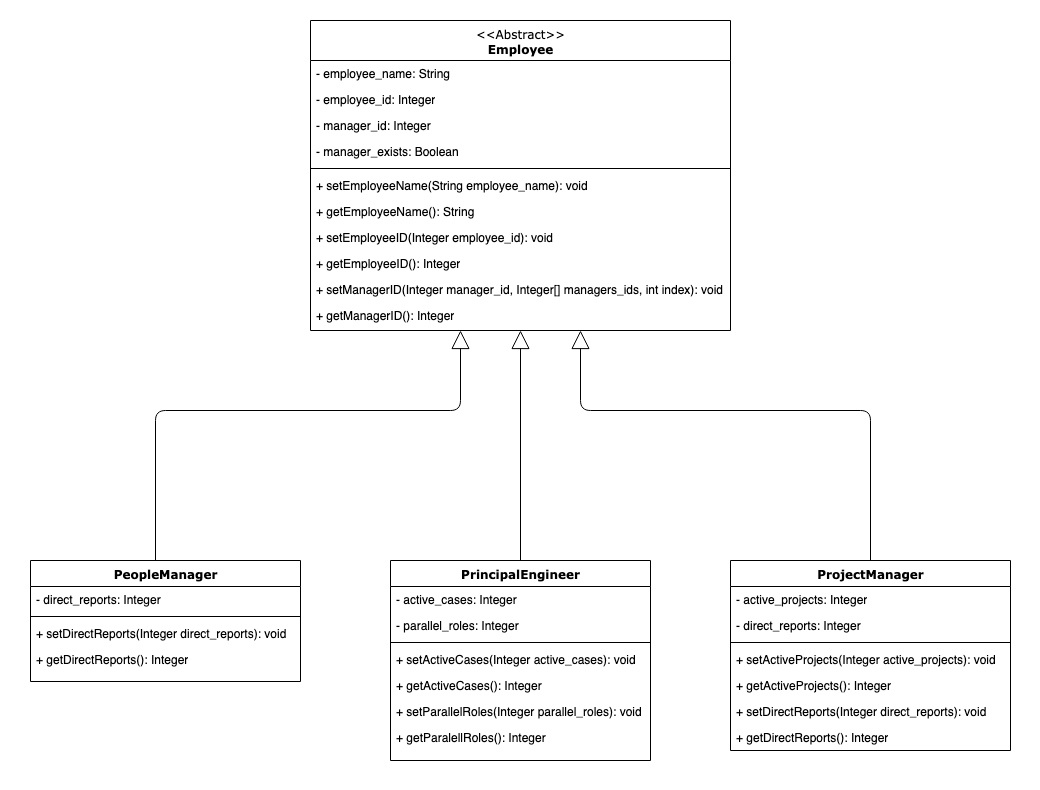 <<Abstract>>
Employee
- employee_name: String
- employee_id: Integer
- manager_id: Integer
- manager_exists: Boolean
+ setEmployeeName(String employee_name): void
+ getEmployeeName(): String
+ setEmployeeID(Integer employee_id): void
+ getEmployeeID(): Integer
+ setManagerID(Integer manager_id, Integer[] managers_ids, int index): void
+ getManagerID(): Integer
PeopleManager
- direct_reports: Integer
+ setDirectReports(Integer direct_reports): void
+ getDirectReports(): Integer
PrincipalEngineer
- active_cases: Integer
- parallel_roles: Integer
+ setActiveCases(Integer active_cases): void
+ getActiveCases(): Integer
+ setParallelRoles(Integer parallel_roles): void
+ getParalellRoles(): Integer
ProjectManager
- active_projects: Integer
- direct_reports: Integer
+ setActiveProjects(Integer active_projects): void
+ getActiveProjects(): Integer
+ setDirectReports(Integer direct_reports): void
+ getDirectReports(): Integer